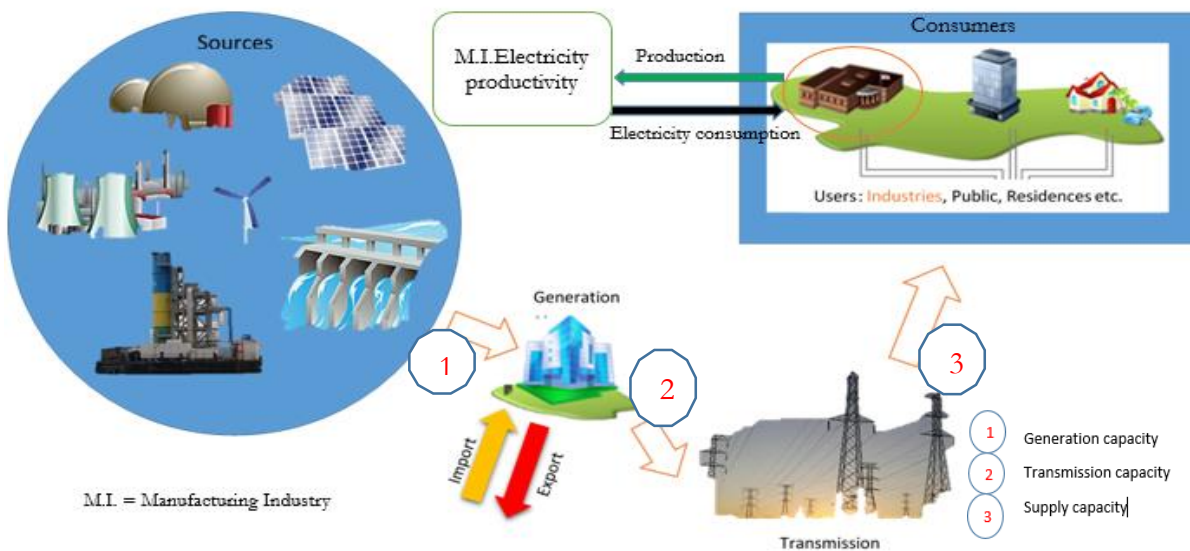 Sources
M.I.Electricity
productivity
Production
Electricity consumption
Consumers
Users: Industries, Public, Residences etc.
Generation
1
2
3
Import
Export
Transmission
M.I. = Manufacturing Industry
1 Generation capacity
2 Transmission capacity
3 Supply capacity